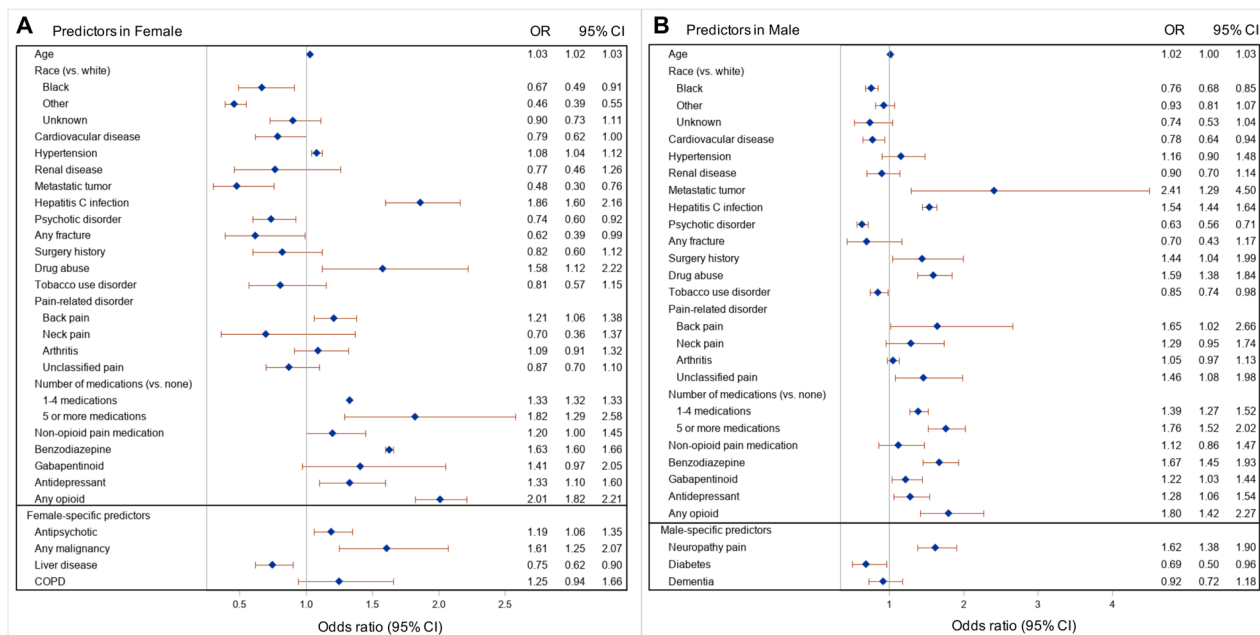 A Predictors in Female OR 95% CI
Age 1.03 1.02 1.03
Race (vs. white)
Black 0.67 0.49 0.91
Other 0.46 0.39 0.55
Unknown 0.90 0.73 1.11
Cardiovacular disease 0.79 0.62 1.00
Hypertension 1.08 1.04 1.12
Renal disease 0.77 0.46 1.26
Metastatic tumor 0.48 0.30 0.76
Hepatitis C infection 1.86 1.60 2.16
Psychotic disorder 0.74 0.60 0.92
Any fracture 0.62 0.39 0.99
Surgery history 0.82 0.60 1.12
Drug abuse 1.58 1.12 2.22
Tobacco use disorder 0.81 0.57 1.15
Pain-related disorder
Back pain 1.21 1.06 1.38
Neck pain 0.70 0.36 1.37
Arthritis 1.09 0.91 1.32
Unclassified pain 0.87 0.70 1.10
Number of medications (vs. none)
1-4 medications 1.33 1.32 1.33
5 or more medications 1.82 1.29 2.58
Non-opioid pain medication 1.20 1.00 1.45
Benzodiazepine 1.63 1.60 1.66
Gabapentinoid 1.41 0.97 2.05
Antidepressant 1.33 1.10 1.60
Any opioid 2.01 1.82 2.21
Female-specific predictors
Antipsychotic 1.19 1.06 1.35
Any malignancy 1.61 1.25 2.07
Liver disease 0.75 0.62 0.90
COPD 1.25 0.94 1.66
0.5 1.0 1.5 2.0 2.5
Odds ratio (95% CI)
B Predictors in Male OR 95% CI
Age 1.02 1.00 1.03
Race (vs. white)
Black 0.76 0.68 0.85
Other 0.93 0.81 1.07
Unknown 0.74 0.53 1.04
Cardiovacular disease 0.78 0.64 0.94
Hypertension 1.16 0.90 1.48
Renal disease 0.90 0.70 1.14
Metastatic tumor 2.41 1.29 4.50
Hepatitis C infection 1.54 1.44 1.64
Psychotic disorder 0.63 0.56 0.71
Any fracture 0.70 0.43 1.17
Surgery history 1.44 1.04 1.99
Drug abuse 1.59 1.38 1.84
Tobacco use disorder 0.85 0.74 0.98
Pain-related disorder
Back pain 1.65 1.02 2.66
Neck pain 1.29 0.95 1.74
Arthritis 1.05 0.97 1.13
Unclassified pain 1.46 1.08 1.98
Number of medications (vs. none)
1-4 medications 1.39 1.27 1.52
5 or more medications 1.76 1.52 2.02
Non-opioid pain medication 1.12 0.86 1.47
Benzodiazepine 1.67 1.45 1.93
Gabapentinoid 1.22 1.03 1.44
Antidepressant 1.28 1.06 1.54
Any opioid 1.80 1.42 2.27
Male-specific predictors
Neuropathy pain 1.62 1.38 1.90
Diabetes 0.69 0.50 0.96
Dementia 0.92 0.72 1.18
1 2 3 4
Odds ratio (95% CI)